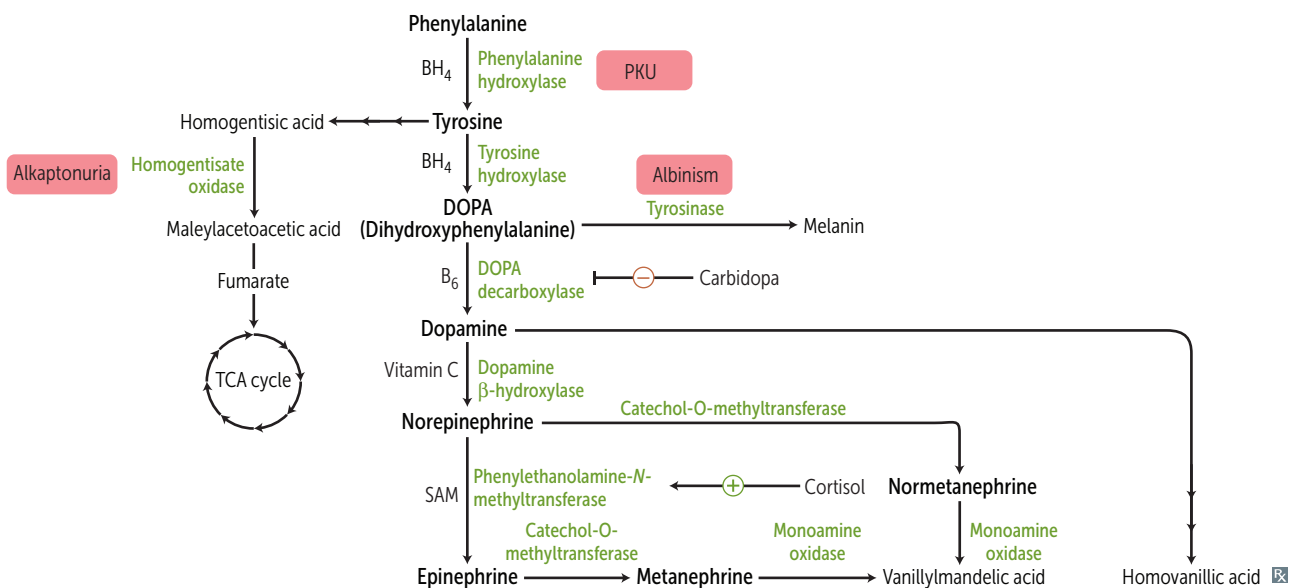 Phenylalanine
BH4
Phenylalanine
hydroxylase
PKU
Homogentisic acid
Tyrosine
Alkaptonuria
Homogentisate
oxidase
BH4
Tyrosine
hydroxylase
Albinism
Tyrosinase
Maleylacetoacetic acid
DOPA
(Dihydroxyphenylalanine)
Melanin
Fumarate
B6
DOPA
decarboxylase
−
Carbidopa
Dopamine
TCA cycle
Vitamin C
Dopamine
β-hydroxylase
Norepinephrine
Catechol-O-methyltransferase
SAM
Phenylethanolamine-N-
methyltransferase
+
Cortisol
Normetanephrine
Catechol-O-
methyltransferase
Monoamine
oxidase
Monoamine
oxidase
Epinephrine
Metanephrine
Vanillylmandelic acid
Homovanillic acid
℞